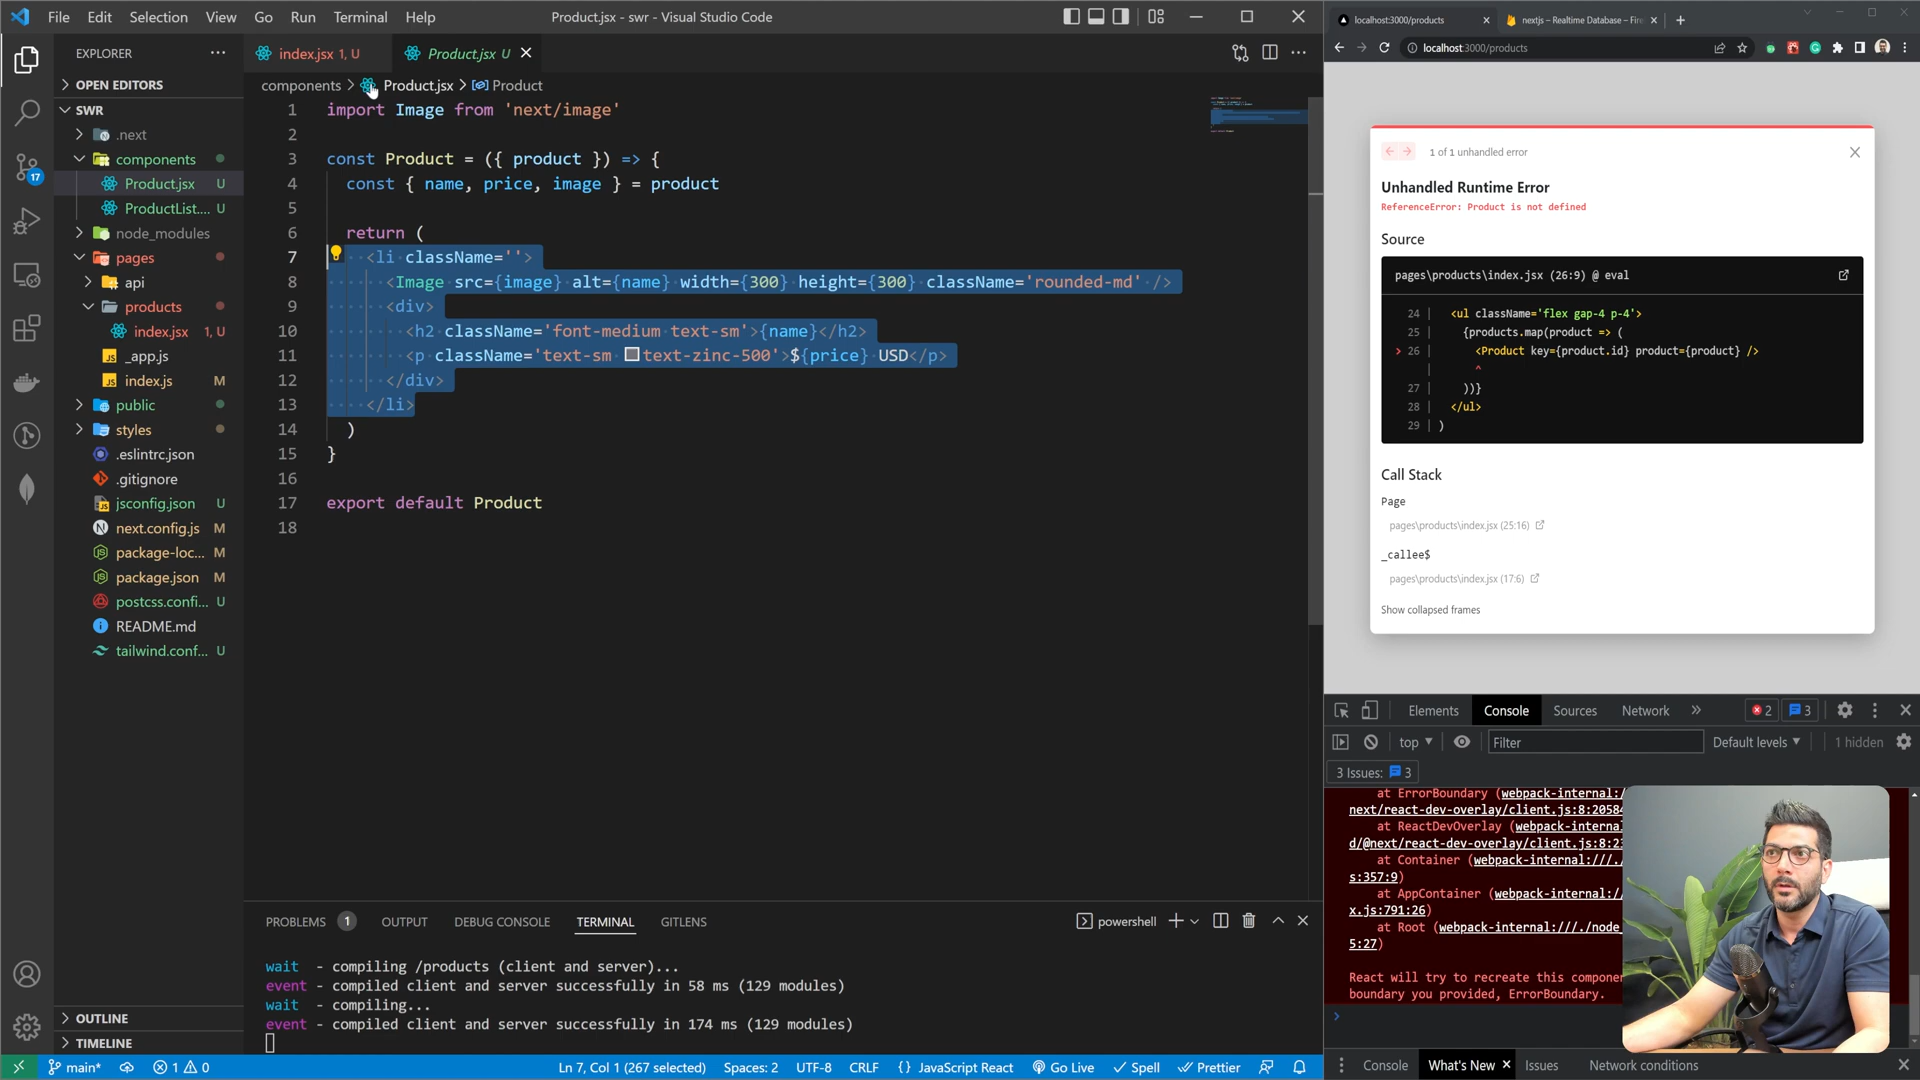 File Edit Selection View Go Run Terminal Help
Product.jsx - swr - Visual Studio Code
EXPLORER
OPEN EDITORS
SWR
.next
components
Product.jsx U
ProductList.... U
node_modules
pages
api
products
index.jsx 1, U
_app.js
index.js M
public
styles
.eslintrc.json
.gitignore
jsconfig.json U
next.config.js M
package-loc... M
package.json M
postcss.confi... U
README.md
tailwind.conf... U
OUTLINE
TIMELINE
17
index.jsx 1, U
Product.jsx U
components > Product.jsx > Product
1 import Image from 'next/image'
2
3 const Product = ({ product }) => {
4 const { name, price, image } = product
5
6 return (
7 <li className=''>
8 <Image src={image} alt={name} width={300} height={300} className='rounded-md' />
9 <div>
10 <h2 className='font-medium text-sm'>{name}</h2>
11 <p className='text-sm text-zinc-500'>${price} USD</p>
12 </div>
13 </li>
14 )
15 }
16
17 export default Product
18
PROBLEMS 1 OUTPUT DEBUG CONSOLE TERMINAL GITLENS
powershell
wait - compiling /products (client and server)...
event - compiled client and server successfully in 58 ms (129 modules)
wait - compiling...
event - compiled client and server successfully in 174 ms (129 modules)
main* 1 0
Ln 7, Col 1 (267 selected) Spaces: 2 UTF-8 CRLF {} JavaScript React Go Live Spell Prettier
localhost:3000/products
nextjs – Realtime Database – Fire
localhost:3000/products
1 of 1 unhandled error
Unhandled Runtime Error
ReferenceError: Product is not defined
Source
pages\products\index.jsx (26:9) @ eval
24 | <ul className='flex gap-4 p-4'>
25 | {products.map(product => (
> 26 | <Product key={product.id} product={product} />
| ^
27 | ))}
28 | </ul>
29 | )
Call Stack
Page
pages\products\index.jsx (25:16)
_callee$
pages\products\index.jsx (17:6)
Show collapsed frames
Elements Console Sources Network » 2 3
top Filter Default levels 1 hidden
3 Issues: 3
at ErrorBoundary (webpack-internal:/
next/react-dev-overlay/client.js:8:20584
at ReactDevOverlay (webpack-internal
d/@next/react-dev-overlay/client.js:8:2
at Container (webpack-internal:///./
s:357:9)
at AppContainer (webpack-internal://
x.js:791:26)
at Root (webpack-internal:///./node_
5:27)
React will try to recreate this compone
boundary you provided, ErrorBoundary.
Console What's New Issues Network conditions